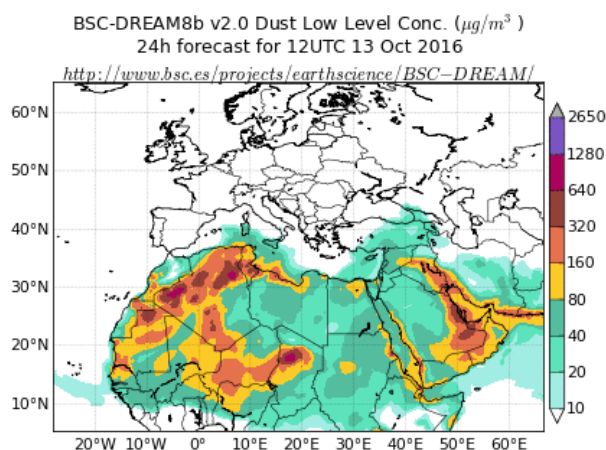 BSC-DREAM8b v2.0 Dust Low Level Conc. (μg/m³ )
24h forecast for 12UTC 13 Oct 2016
http://www.bsc.es/projects/earthscience/BSC−DREAM/
60°N
50°N
40°N
30°N
20°N
10°N
20°W 10°W 0° 10°E 20°E 30°E 40°E 50°E 60°E
2650
1280
640
320
160
80
40
20
10